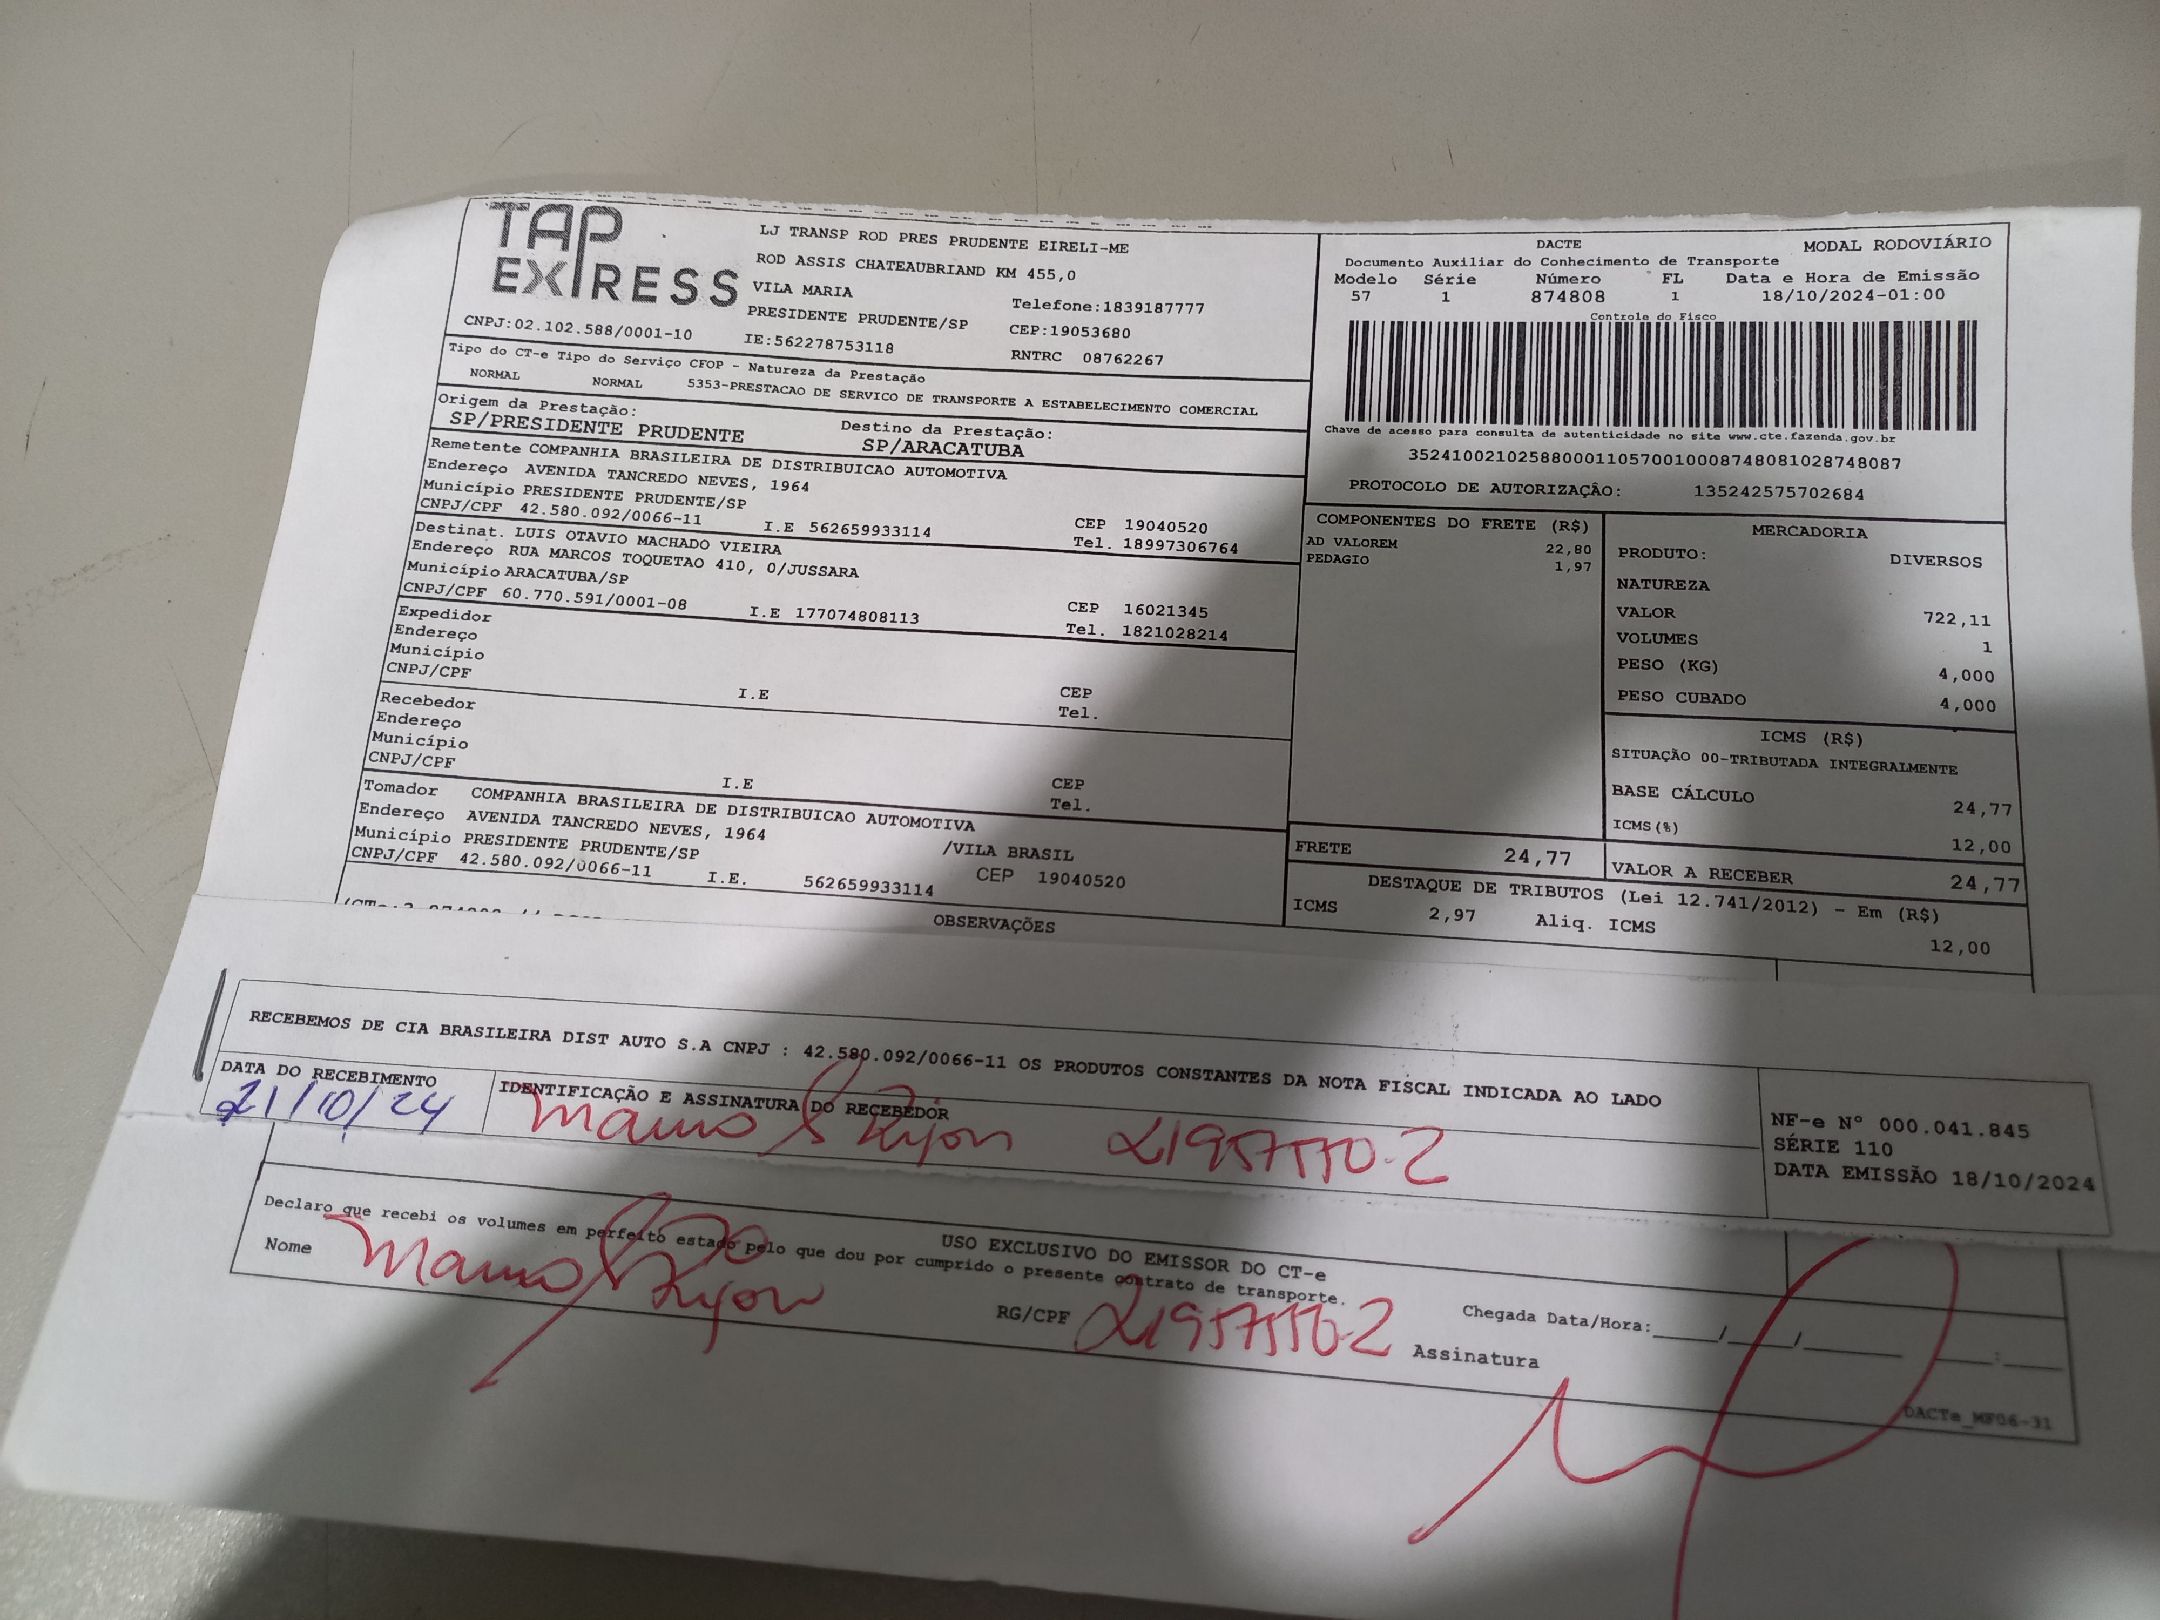 TAP
EXPRESS
LJ TRANSP ROD PRES PRUDENTE EIRELI-ME
ROD ASSIS CHATEAUBRIAND KM 455,0
VILA MARIA
Telefone:1839187777
PRESIDENTE PRUDENTE/SP
CEP:19053680
CNPJ:02.102.588/0001-10
IE:562278753118
RNTRC 08762267
Tipo do CT-e Tipo do Serviço CFOP - Natureza da Prestação
NORMAL NORMAL 5353-PRESTACAO DE SERVICO DE TRANSPORTE A ESTABELECIMENTO COMERCIAL
Origem da Prestação:
SP/PRESIDENTE PRUDENTE
Destino da Prestação:
SP/ARACATUBA
Remetente COMPANHIA BRASILEIRA DE DISTRIBUICAO AUTOMOTIVA
Endereço AVENIDA TANCREDO NEVES, 1964
Município PRESIDENTE PRUDENTE/SP
CEP 19040520
CNPJ/CPF 42.580.092/0066-11 I.E 562659933114 Tel. 18997306764
Destinat. LUIS OTAVIO MACHADO VIEIRA
Endereço RUA MARCOS TOQUETAO 410, 0/JUSSARA
Município ARACATUBA/SP
CEP 16021345
CNPJ/CPF 60.770.591/0001-08 I.E 177074808113 Tel. 1821028214
Expedidor
Endereço
Município
CEP
CNPJ/CPF I.E Tel.
Recebedor
Endereço
Município
CEP
CNPJ/CPF I.E Tel.
Tomador COMPANHIA BRASILEIRA DE DISTRIBUICAO AUTOMOTIVA
Endereço AVENIDA TANCREDO NEVES, 1964 /VILA BRASIL
Município PRESIDENTE PRUDENTE/SP CEP 19040520
CNPJ/CPF 42.580.092/0066-11 I.E. 562659933114
OBSERVAÇÕES
DACTE MODAL RODOVIÁRIO
Documento Auxiliar do Conhecimento de Transporte
Modelo Série Número FL Data e Hora de Emissão
57 1 874808 1 18/10/2024-01:00
Controle do Fisco
Chave de acesso para consulta de autenticidade no site www.cte.fazenda.gov.br
35241002102588000110570010008748081028748087
PROTOCOLO DE AUTORIZAÇÃO: 135242575702684
COMPONENTES DO FRETE (R$)
AD VALOREM 22,80
PEDAGIO 1,97
MERCADORIA
PRODUTO: DIVERSOS
NATUREZA
VALOR 722,11
VOLUMES 1
PESO (KG) 4,000
PESO CUBADO 4,000
ICMS (R$)
SITUAÇÃO 00-TRIBUTADA INTEGRALMENTE
BASE CÁLCULO 24,77
ICMS(%) 12,00
FRETE 24,77
VALOR A RECEBER 24,77
DESTAQUE DE TRIBUTOS (Lei 12.741/2012) - Em (R$)
ICMS 2,97 Aliq. ICMS 12,00
RECEBEMOS DE CIA BRASILEIRA DIST AUTO S.A CNPJ : 42.580.092/0066-11 OS PRODUTOS CONSTANTES DA NOTA FISCAL INDICADA AO LADO
DATA DO RECEBIMENTO
21/10/24
IDENTIFICAÇÃO E ASSINATURA DO RECEBEDOR
NF-e Nº 000.041.845
SÉRIE 110
DATA EMISSÃO 18/10/2024
USO EXCLUSIVO DO EMISSOR DO CT-e
Declaro que recebi os volumes em perfeito estado pelo que dou por cumprido o presente contrato de transporte.
Nome
RG/CPF
Chegada Data/Hora:_____/_____/_______ ____:____
Assinatura
DACTe_MF06-31